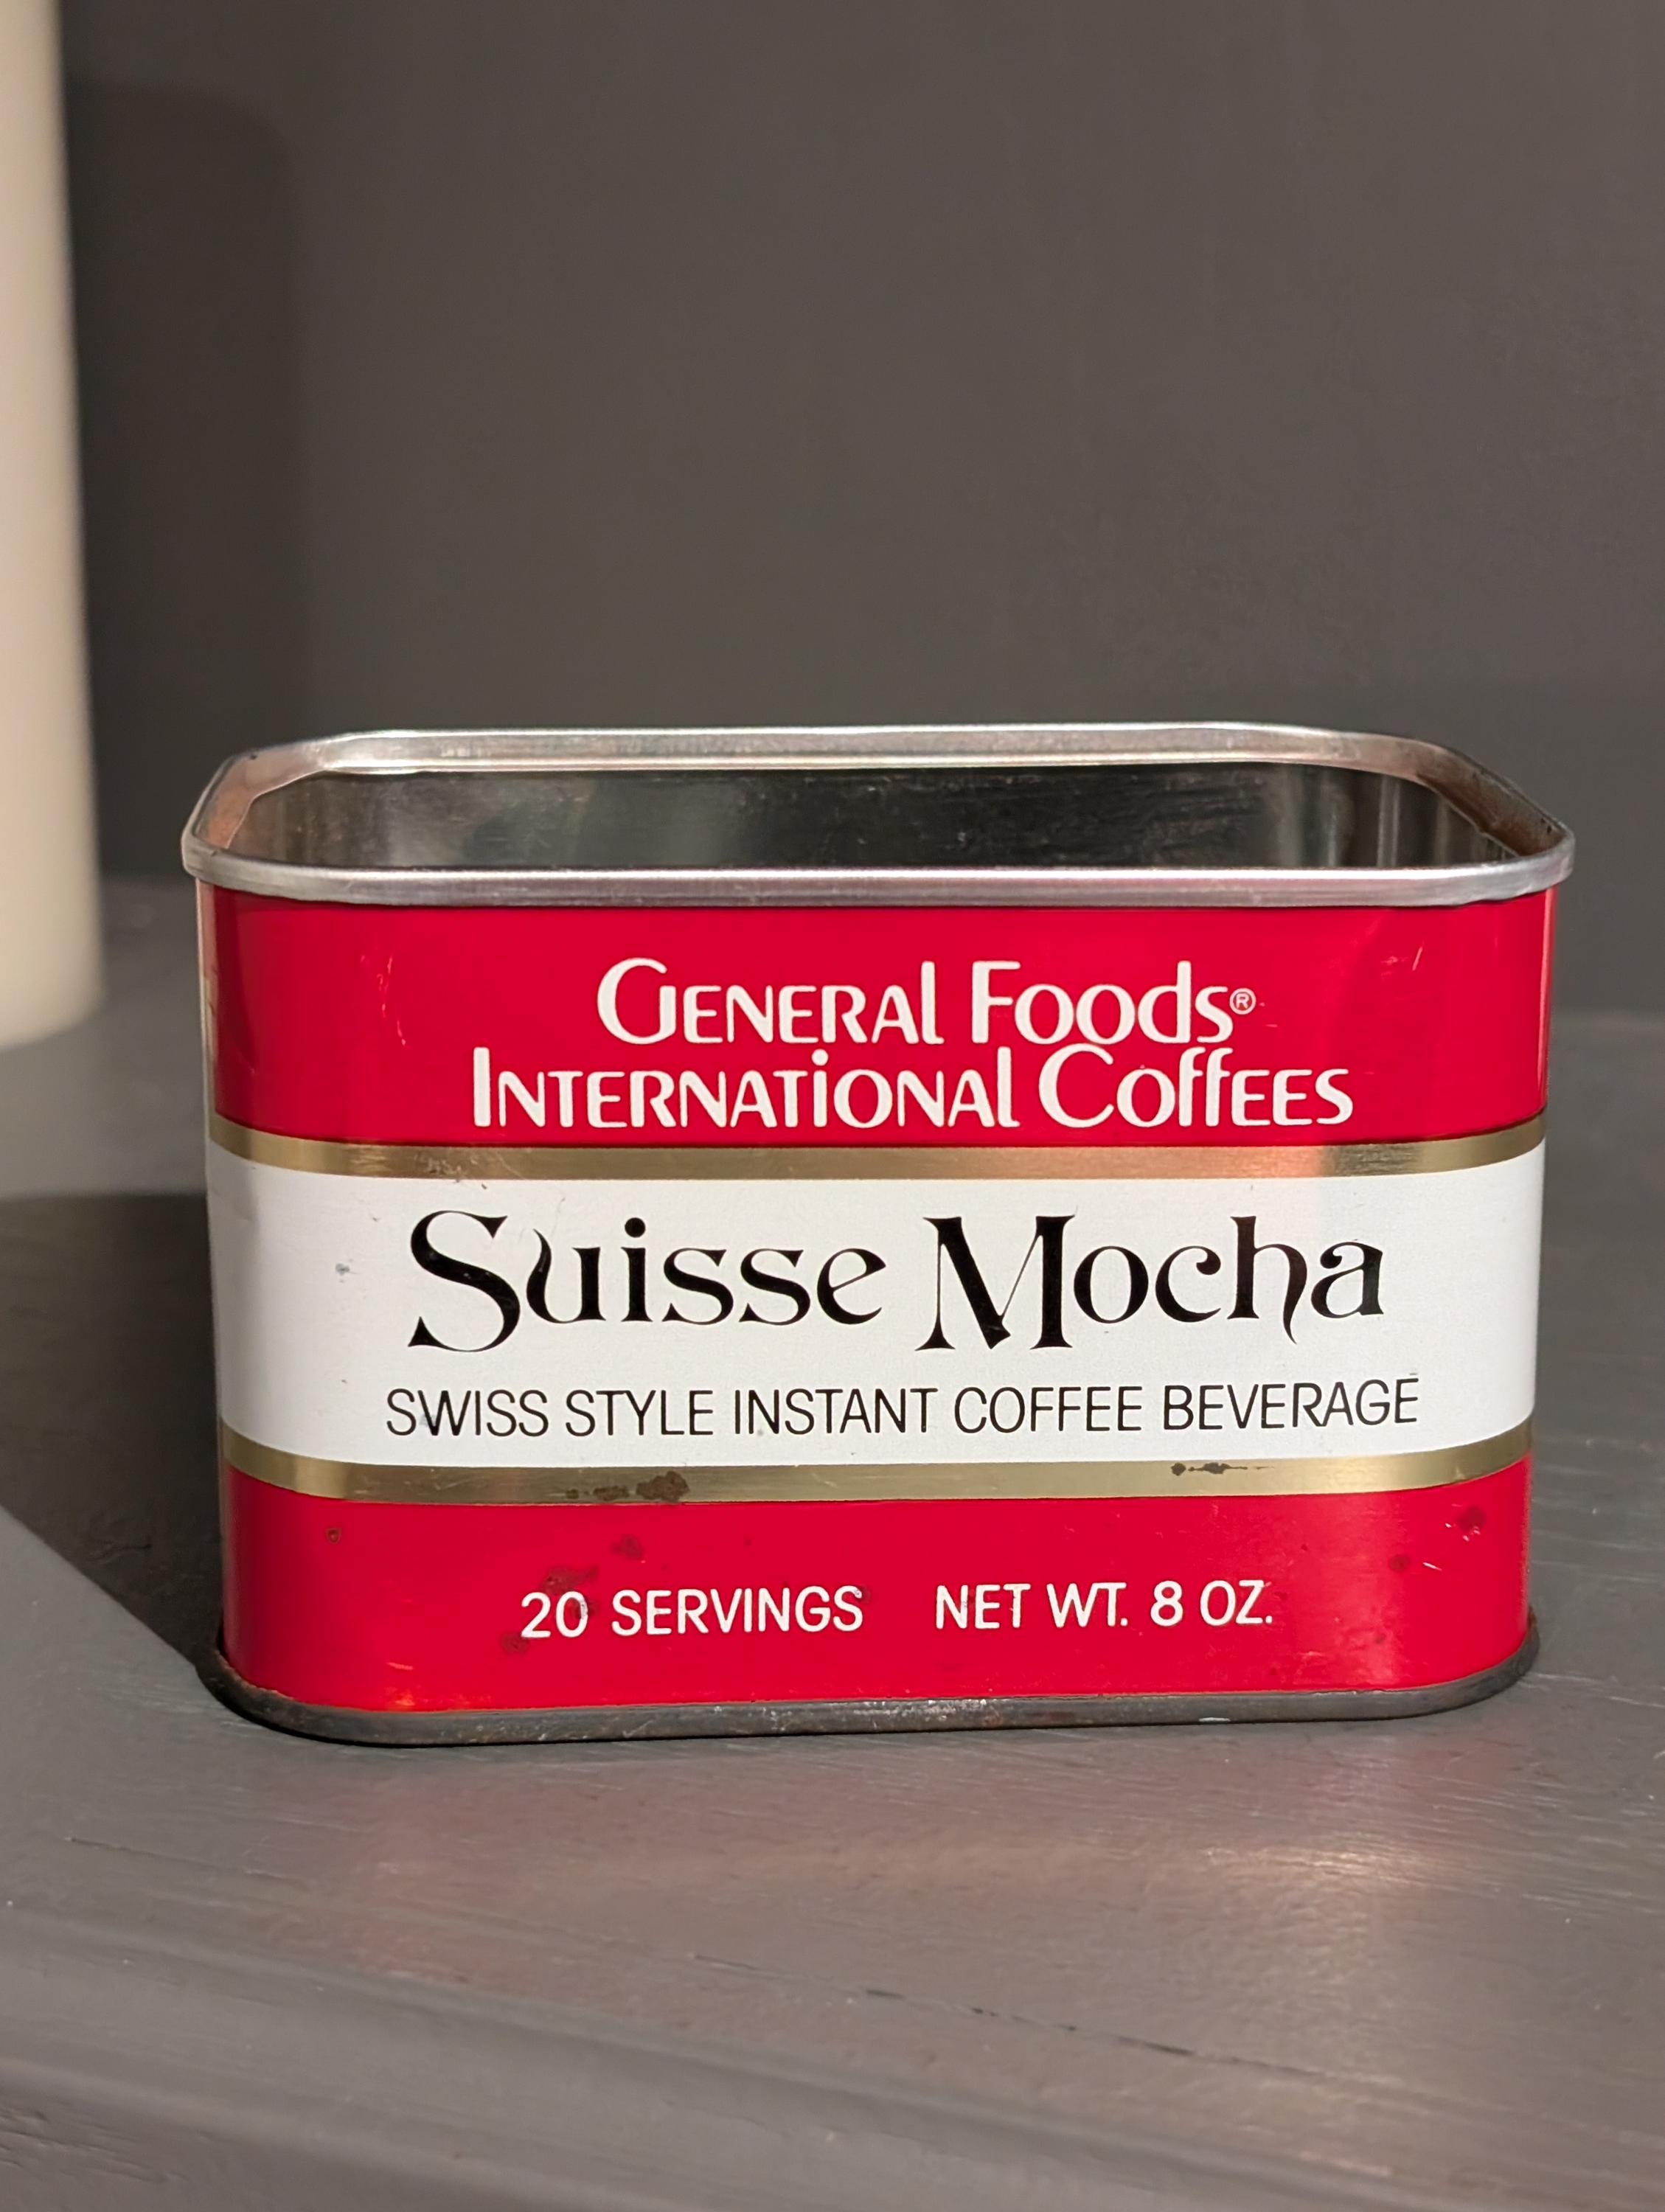 GENERAl Foods®
INTERNATiONAl CoffEES
Suisse Mocha
SWISS STYLE INSTANT COFFEE BEVERAGE
20 SERVINGS NET WT. 8 OZ.